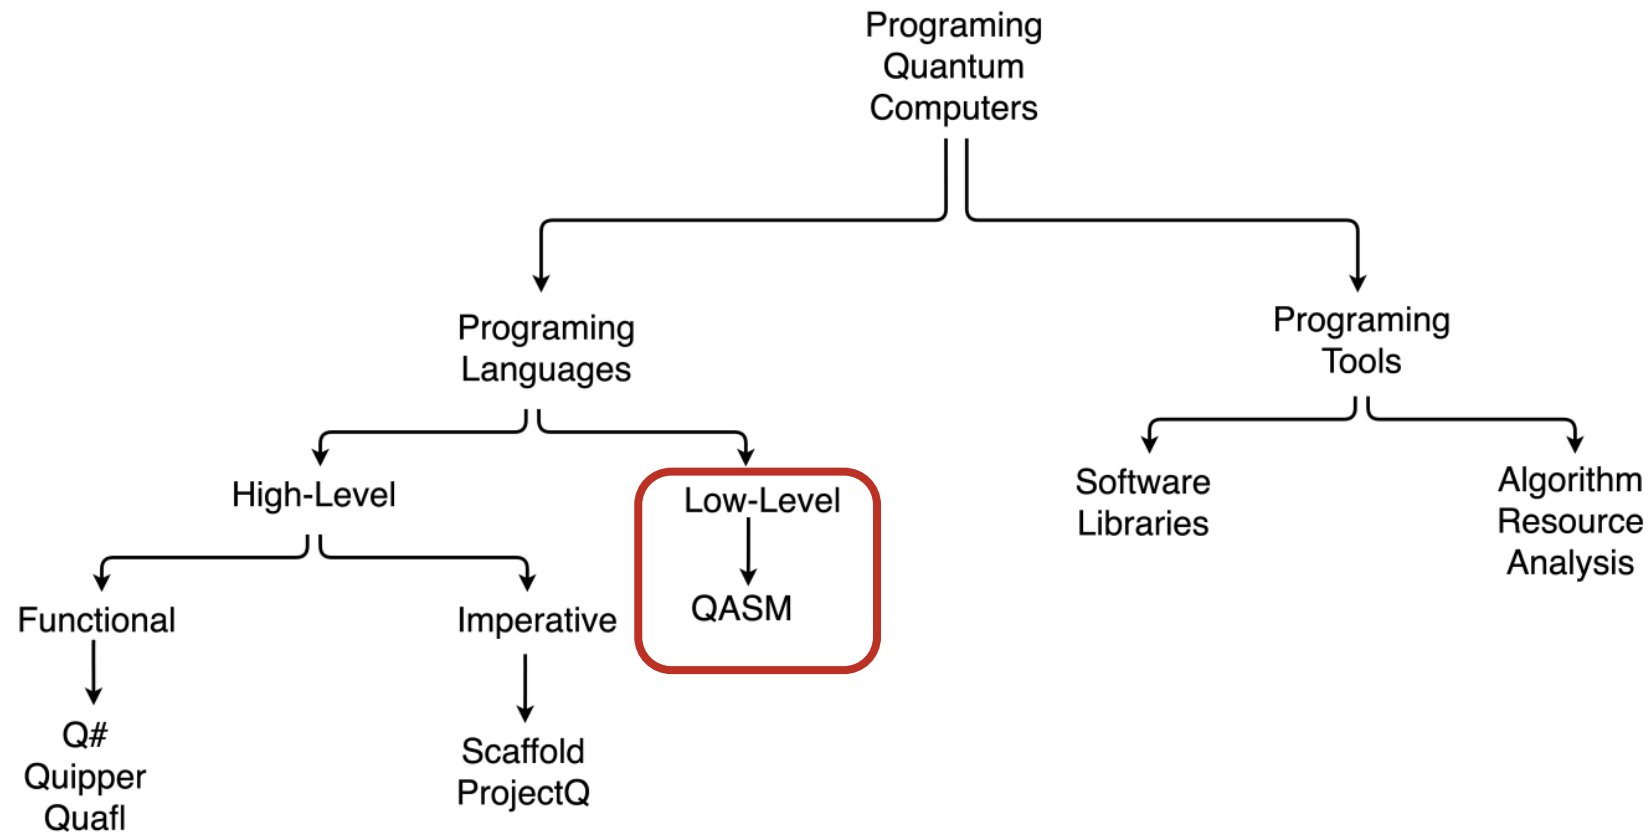 Programing
Quantum
Computers
Programing
Languages
Programing
Tools
High-Level
Low-Level
Software
Libraries
Algorithm
Resource
Analysis
Functional
Imperative
QASM
Q#
Quipper
Quafl
Scaffold
ProjectQ